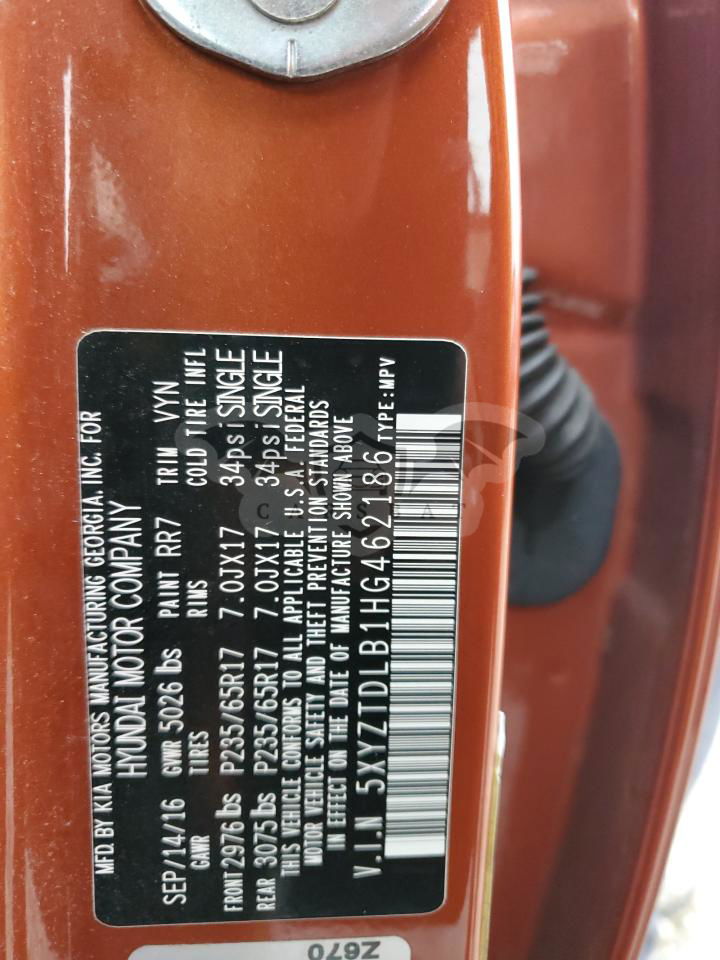 MFD. BY KIA MOTORS MANUFACTURING GEORGIA. INC. FOR
HYUNDAI MOTOR COMPANY
SEP/14/16 GVWR 5026 lbs PAINT RR7 TRIM VYN
GAWR TIRES RIMS COLD TIRE INFL
FRONT 2976 lbs P235/65R17 7.0JX17 34psi SINGLE
REAR 3075 lbs P235/65R17 7.0JX17 34psi SINGLE
THIS VEHICLE CONFORMS TO ALL APPLICABLE U.S.A. FEDERAL
MOTOR VEHICLE SAFETY AND THEFT PREVENTION STANDARDS
IN EFFECT ON THE DATE OF MANUFACTURE SHOWN ABOVE
V.I.N 5XYZTDLB1HG462186 TYPE:MPV
Z670